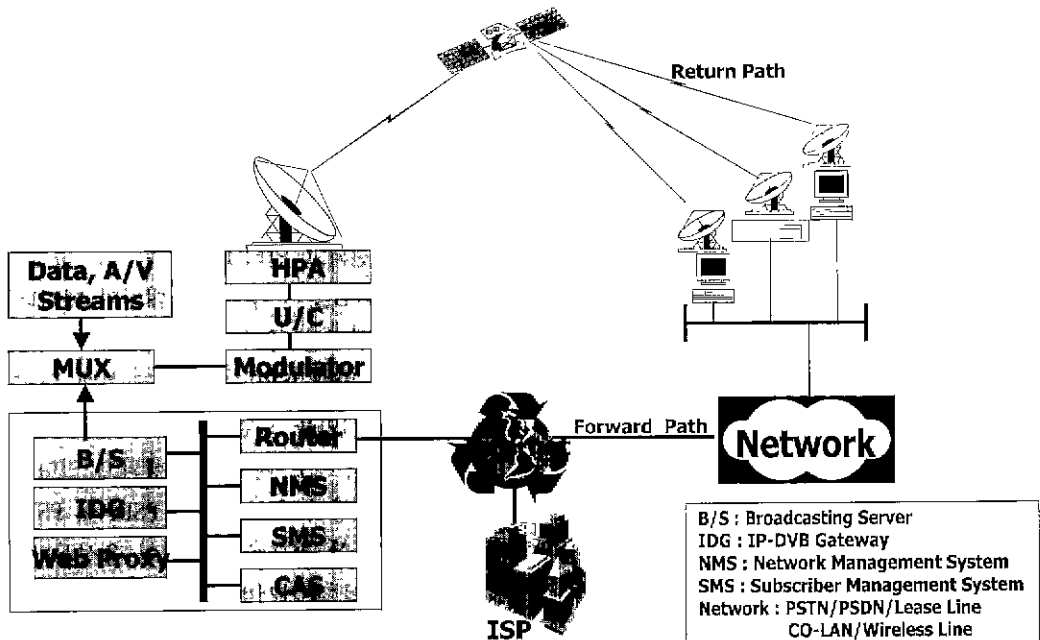 Return Path
Data, A/V
Streams
HPA
U/C
MUX
Modulator
B/S
IDG
Web Proxy
Router
NMS
SMS
CAS
Forward Path
Network
ISP
B/S : Broadcasting Server
IDG : IP-DVB Gateway
NMS : Network Management System
SMS : Subscriber Management System
Network : PSTN/PSDN/Lease Line
CO-LAN/Wireless Line